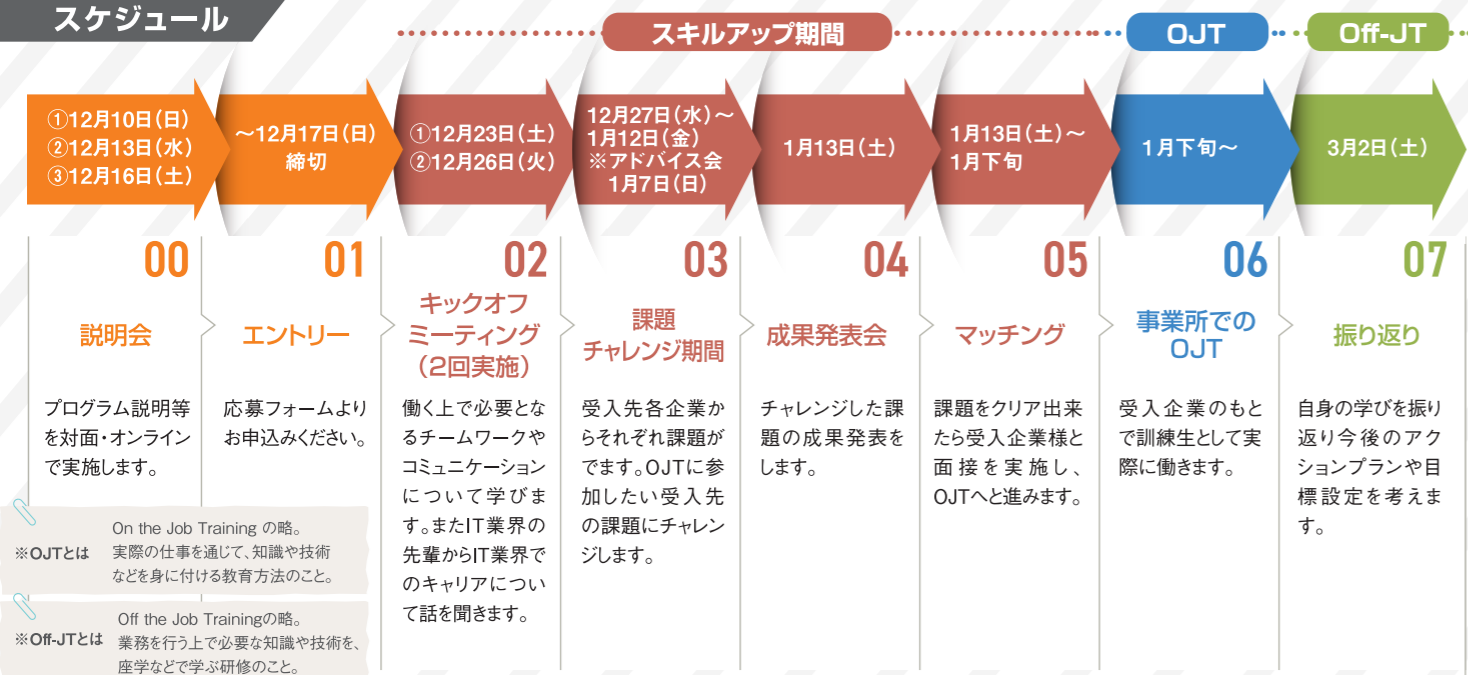 スケジュール
スキルアップ期間
OJT
Off-JT
①12月10日(日)
②12月13日(水)
③12月16日(土)
～12月17日(日)
締切
①12月23日(土)
②12月26日(火)
12月27日(水)～
1月12日(金)
※アドバイス会
1月7日(日)
1月13日(土)
1月13日(土)～
1月下旬
1月下旬～
3月2日(土)
00
説明会
プログラム説明等
を対面・オンライン
で実施します。
01
エントリー
応募フォームより
お申込みください。
02
キックオフ
ミーティング
(2回実施)
働く上で必要とな
るチームワークや
コミュニケーション
について学びま
す。またIT業界の
先輩からIT業界で
のキャリアについ
て話を聞きます。
03
課題
チャレンジ期間
受入先各企業か
らそれぞれ課題が
でます。OJTに参
加したい受入先
の課題にチャレン
ジします。
04
成果発表会
チャレンジした課
題の成果発表を
します。
05
マッチング
課題をクリア出来
たら受入企業様と
面接を実施し、
OJTへと進みます。
06
事業所での
OJT
受入企業のもと
で訓練生として実
際に働きます。
07
振り返り
自身の学びを振り
返り今後のアク
ションプランや目
標設定を考えま
す。
※OJTとは
On the Job Training の略。
実際の仕事を通じて、知識や技術
などを身に付ける教育方法のこと。
※Off-JTとは
Off the Job Trainingの略。
業務を行う上で必要な知識や技術を、
座学などで学ぶ研修のこと。